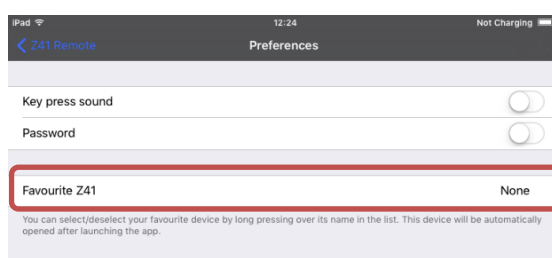 iPad 12:24 Not Charging
Z41 Remote Preferences
Key press sound
Password
Favourite Z41 None
You can select/deselect your favourite device by long pressing over its name in the list. This device will be automatically
opened after launching the app.